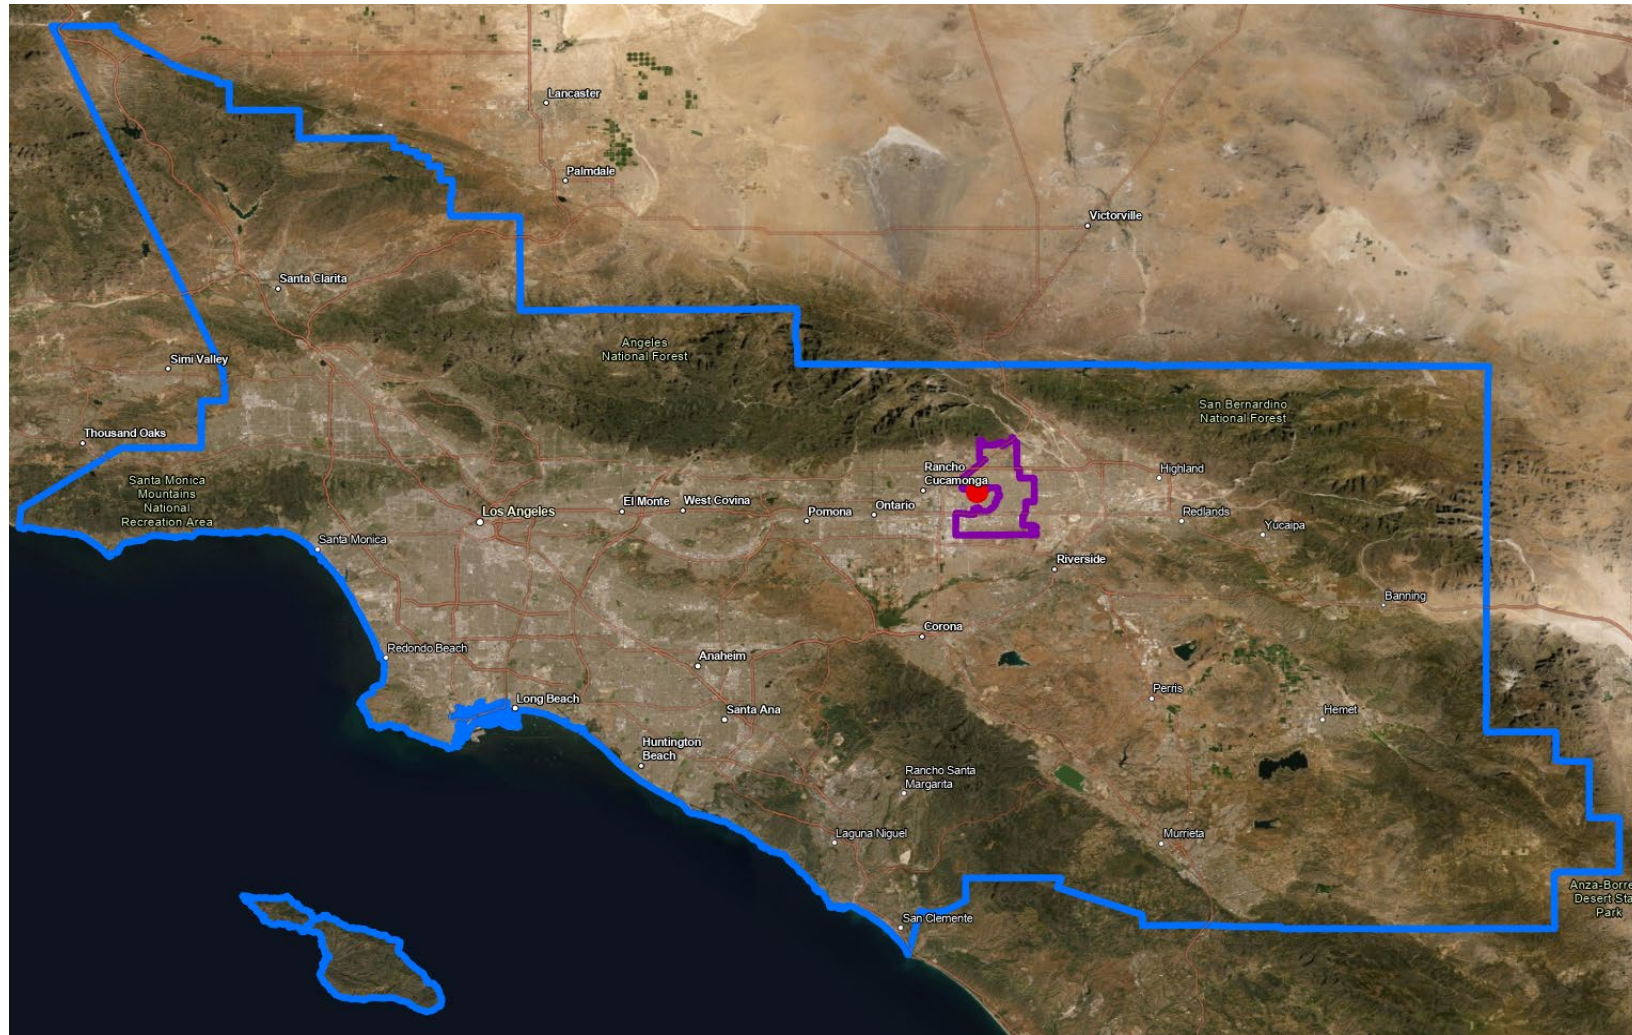 Lancaster
Palmdale
Victorville
Santa Clarita
Angeles
National Forest
Simi Valley
San Bernardino
National Forest
Thousand Oaks
Rancho
Cucamonga
Highland
Santa Monica
Mountains
National
Recreation Area
El Monte
West Covina
Ontario
Los Angeles
Pomona
Redlands
Yucaipa
Santa Monica
Riverside
Banning
Corona
Redondo Beach
Anaheim
Perris
Long Beach
Santa Ana
Hemet
Huntington
Beach
Rancho Santa
Margarita
Laguna Niguel
Murrieta
Anza-Borre
Desert Sta
Park
San Clemente